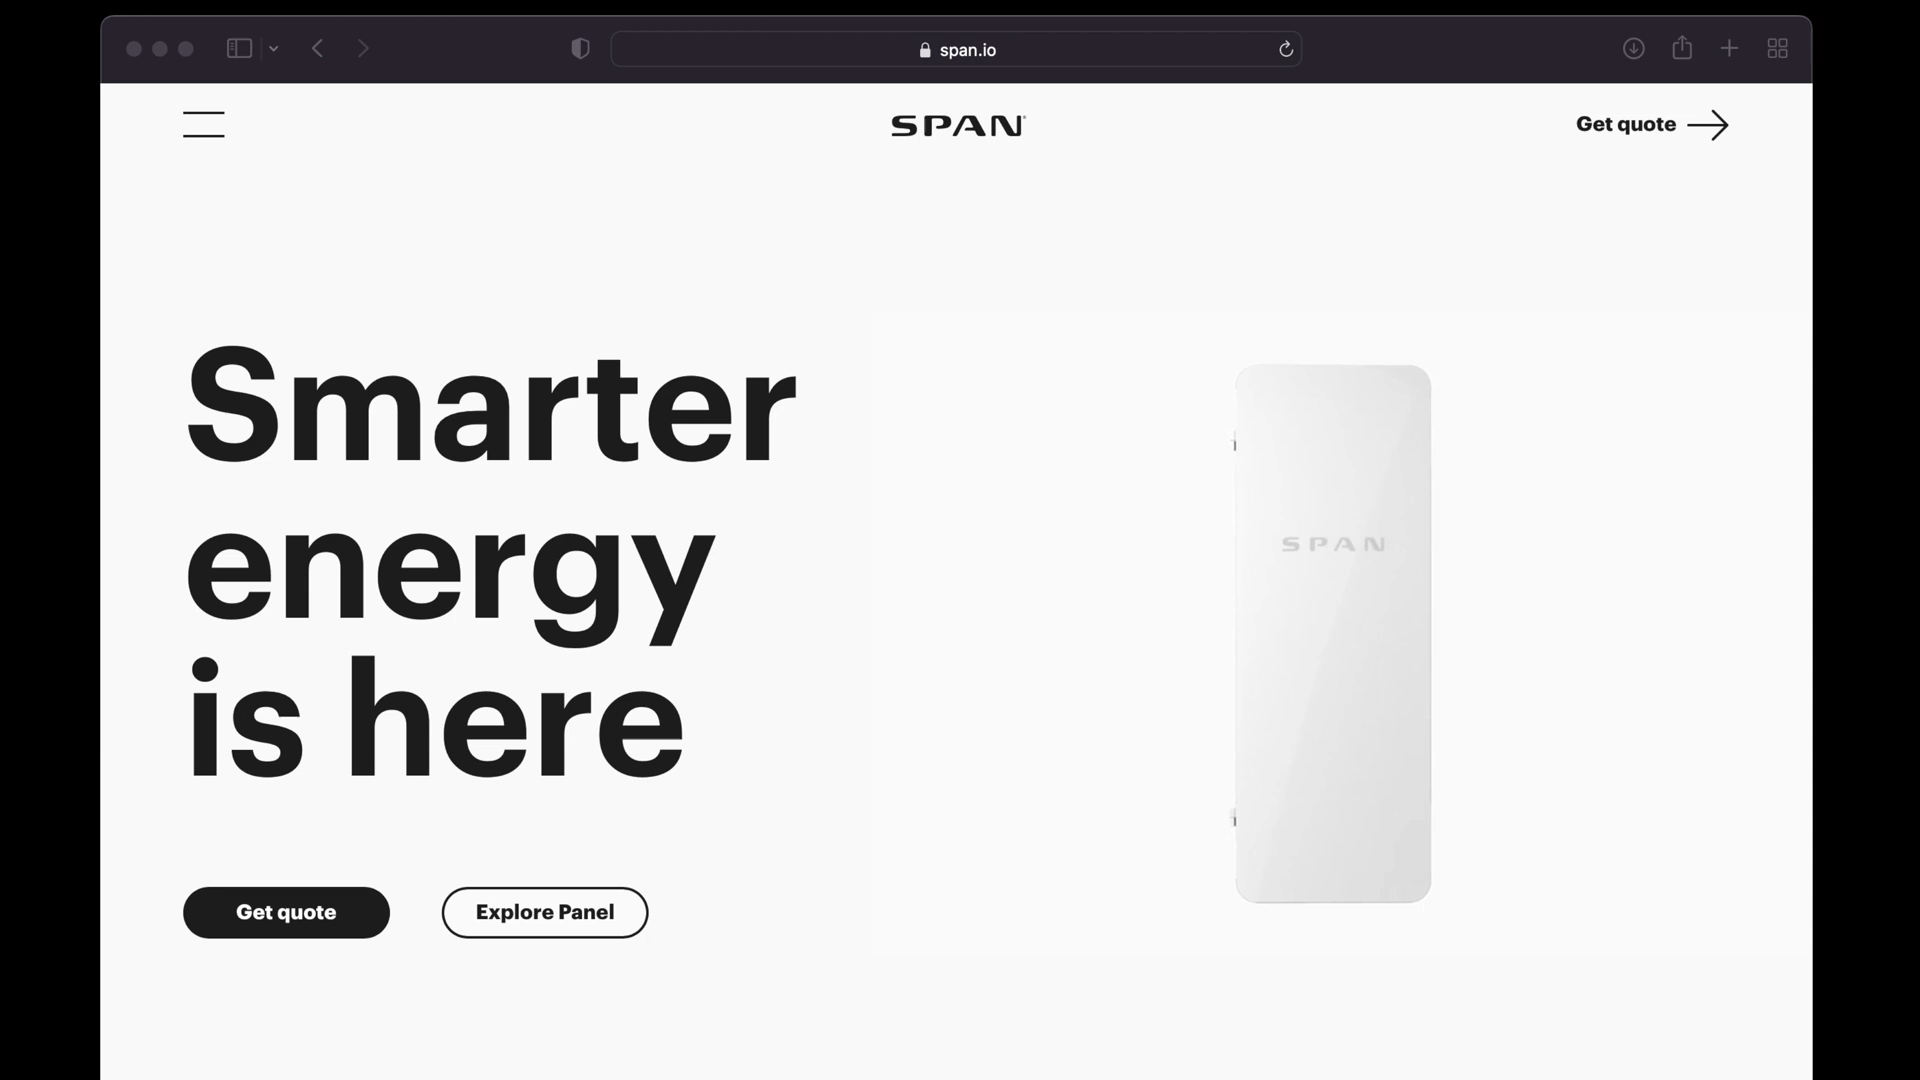 span.io
SPAN
Get quote
Smarter
energy
is here
SPAN
Get quote
Explore Panel